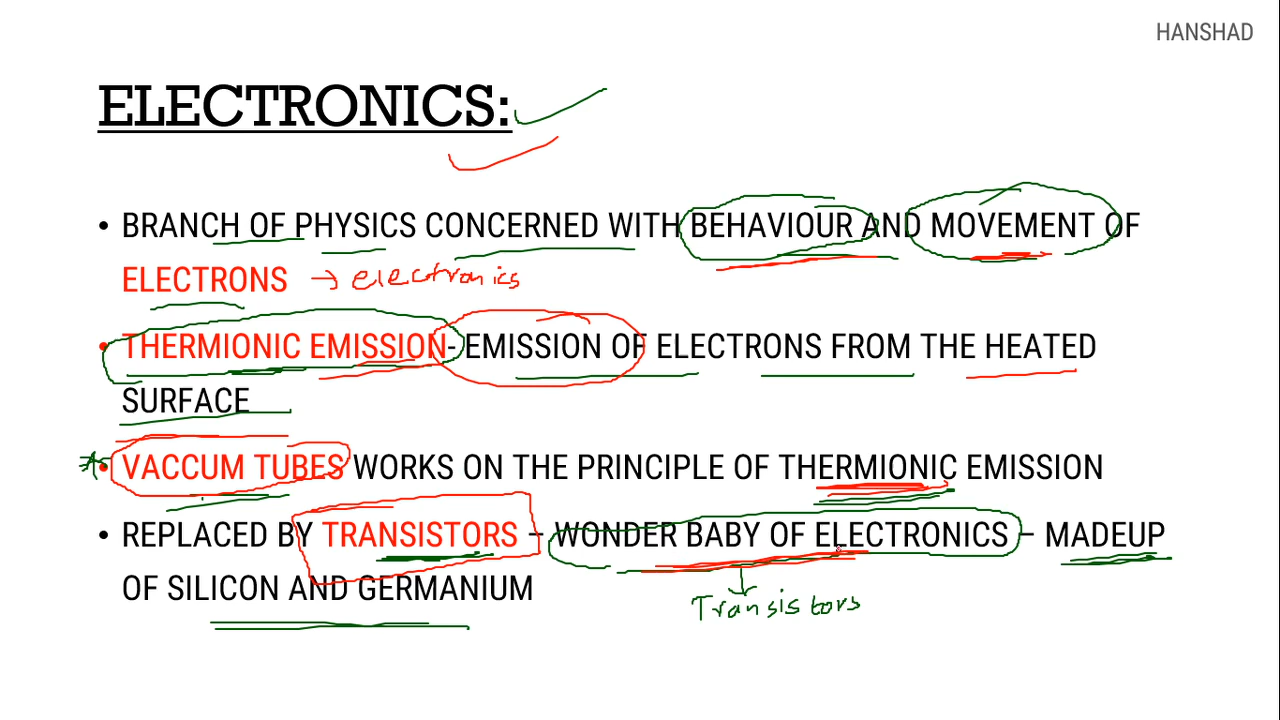 HANSHAD
ELECTRONICS:
• BRANCH OF PHYSICS CONCERNED WITH BEHAVIOUR AND MOVEMENT OF
ELECTRONS → electronics
• THERMIONIC EMISSION- EMISSION OF ELECTRONS FROM THE HEATED
SURFACE
• VACCUM TUBES WORKS ON THE PRINCIPLE OF THERMIONIC EMISSION
• REPLACED BY TRANSISTORS – WONDER BABY OF ELECTRONICS – MADEUP
OF SILICON AND GERMANIUM
Transistors